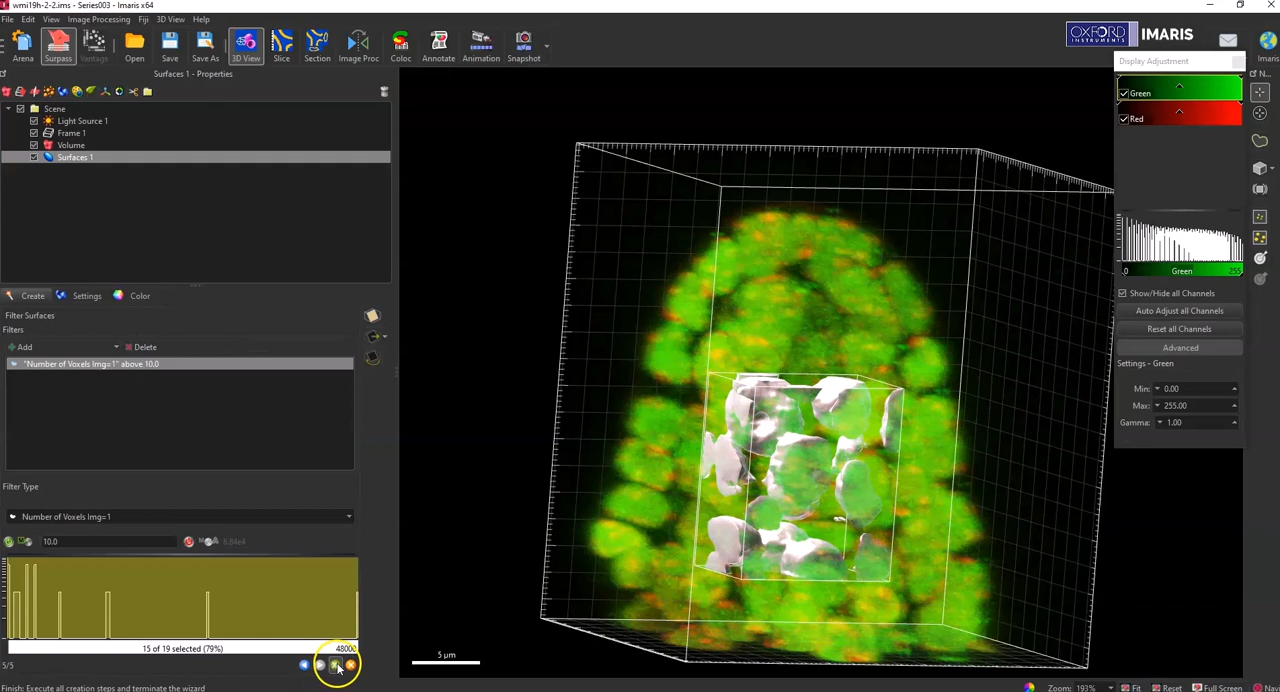 wmi19h-2-2.ims - Series003 - Imaris x64
File Edit View Image Processing Fiji 3D View Help
Arena Surpass Vantage Open Save Save As 3D View Slice Section Image Proc Coloc Annotate Animation Snapshot
OXFORD INSTRUMENTS IMARIS
Surfaces 1 - Properties
Scene
Light Source 1
Frame 1
Volume
Surfaces 1
Create Settings Color
Filter Surfaces
Filters
Add Delete
"Number of Voxels Img=1" above 10.0
Filter Type
Number of Voxels Img=1
10.0
15 of 19 selected (79%) 48000
5/5
Finish: Execute all creation steps and terminate the wizard
5 µm
Display Adjustment
Green
Red
0 Green 255
Show/Hide all Channels
Auto Adjust all Channels
Reset all Channels
Advanced
Settings - Green
Min: 0.00
Max: 255.00
Gamma: 1.00
Zoom: 193% Fit Reset Full Screen